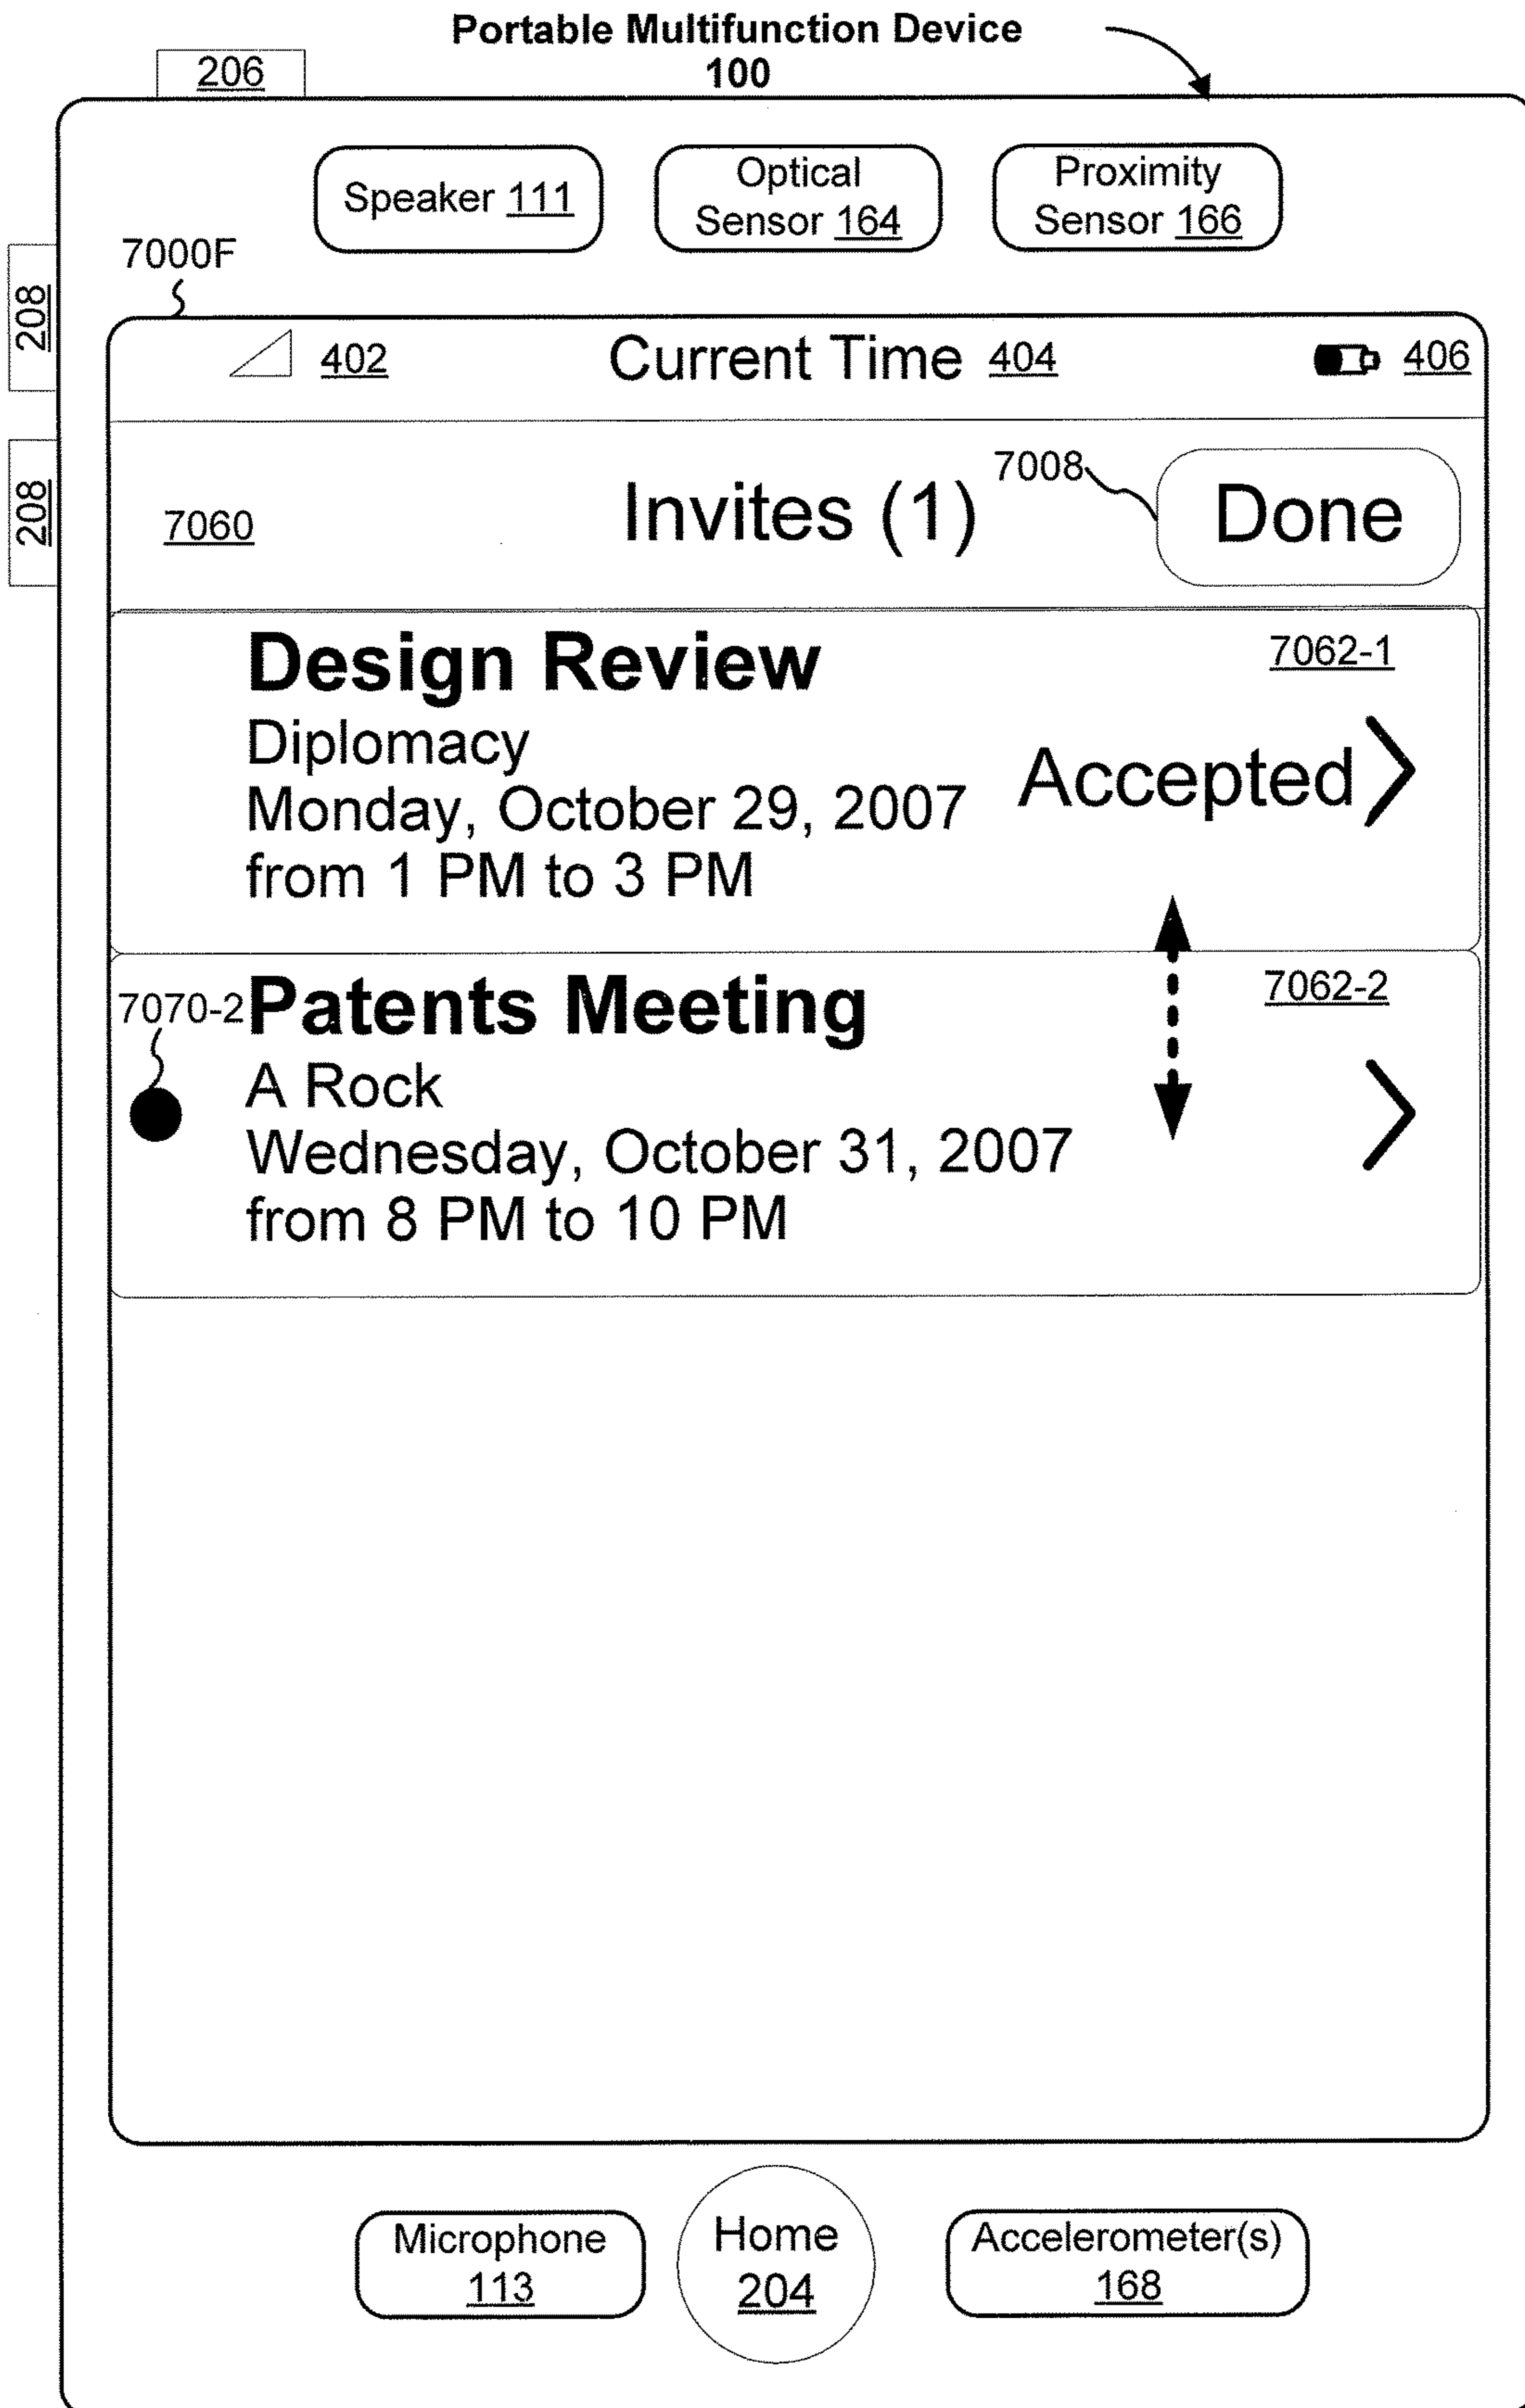 Portable Multifunction Device
100
206
Speaker 111
Optical
Sensor 164
Proximity
Sensor 166
7000F
208
402
Current Time 404
406
208
7060
Invites (1)
7008
Done
Design Review
7062-1
Diplomacy
Monday, October 29, 2007
Accepted
from 1 PM to 3 PM
7070-2
Patents Meeting
7062-2
A Rock
Wednesday, October 31, 2007
from 8 PM to 10 PM
Microphone
113
Home
204
Accelerometer(s)
168